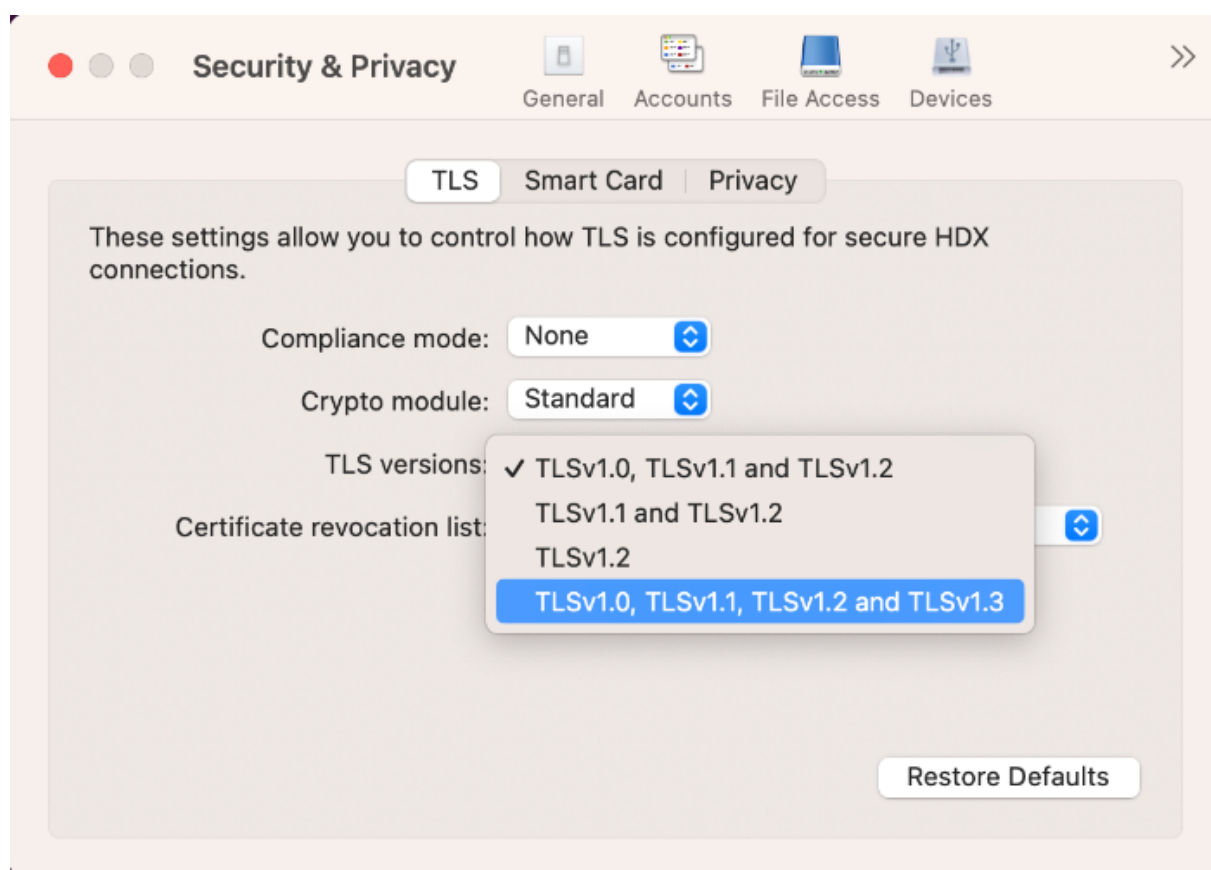 Security & Privacy
General
Accounts
File Access
Devices
TLS
Smart Card
Privacy
These settings allow you to control how TLS is configured for secure HDX
connections.
Compliance mode:
None
Crypto module:
Standard
TLS versions:
✓ TLSv1.0, TLSv1.1 and TLSv1.2
TLSv1.1 and TLSv1.2
TLSv1.2
TLSv1.0, TLSv1.1, TLSv1.2 and TLSv1.3
Certificate revocation list:
Restore Defaults